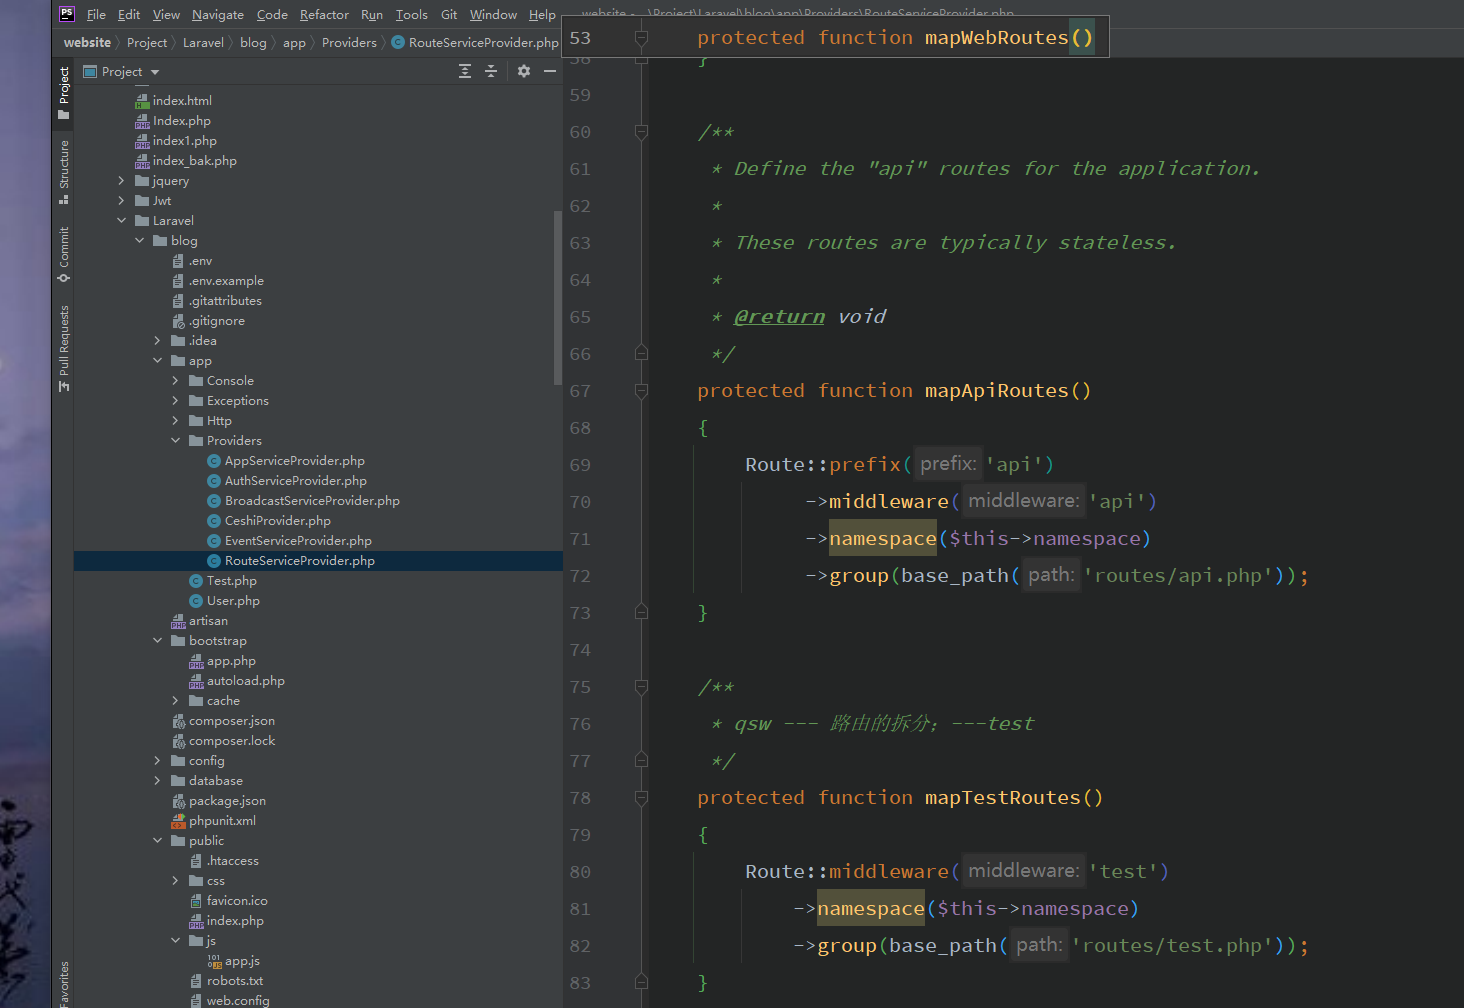 PS File Edit View Navigate Code Refactor Run Tools Git Window Help website - ...\Project\Laravel\blog\app\Providers\RouteServiceProvider.php
website Project Laravel blog app Providers RouteServiceProvider.php
Project
Project
Structure
Commit
Pull Requests
Favorites
index.html
Index.php
index1.php
index_bak.php
jquery
Jwt
Laravel
blog
.env
.env.example
.gitattributes
.gitignore
.idea
app
Console
Exceptions
Http
Providers
AppServiceProvider.php
AuthServiceProvider.php
BroadcastServiceProvider.php
CeshiProvider.php
EventServiceProvider.php
RouteServiceProvider.php
Test.php
User.php
artisan
bootstrap
app.php
autoload.php
cache
composer.json
composer.lock
config
database
package.json
phpunit.xml
public
.htaccess
css
favicon.ico
index.php
js
app.js
robots.txt
web.config
53 protected function mapWebRoutes()
58 }
59
60 /**
61 * Define the "api" routes for the application.
62 *
63 * These routes are typically stateless.
64 *
65 * @return void
66 */
67 protected function mapApiRoutes()
68 {
69 Route::prefix( prefix: 'api')
70 ->middleware( middleware: 'api')
71 ->namespace($this->namespace)
72 ->group(base_path( path: 'routes/api.php'));
73 }
74
75 /**
76 * qsw --- 路由的拆分；---test
77 */
78 protected function mapTestRoutes()
79 {
80 Route::middleware( middleware: 'test')
81 ->namespace($this->namespace)
82 ->group(base_path( path: 'routes/test.php'));
83 }